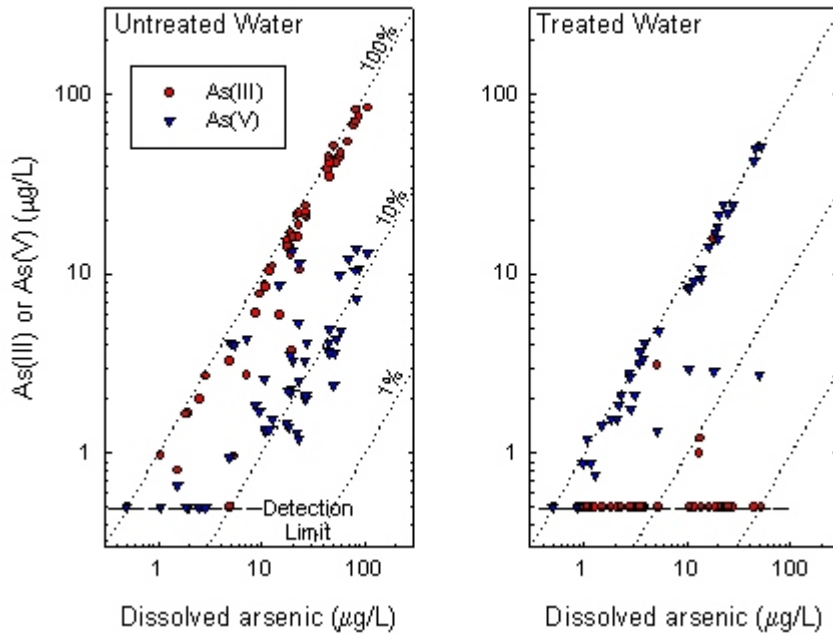 Untreated Water
Treated Water
As(III)
As(V)
100%
10%
1%
Detection
Limit
As(III) or As(V) (μg/L)
100
10
1
100
10
1
1
10
100
1
10
100
Dissolved arsenic (μg/L)
Dissolved arsenic (μg/L)